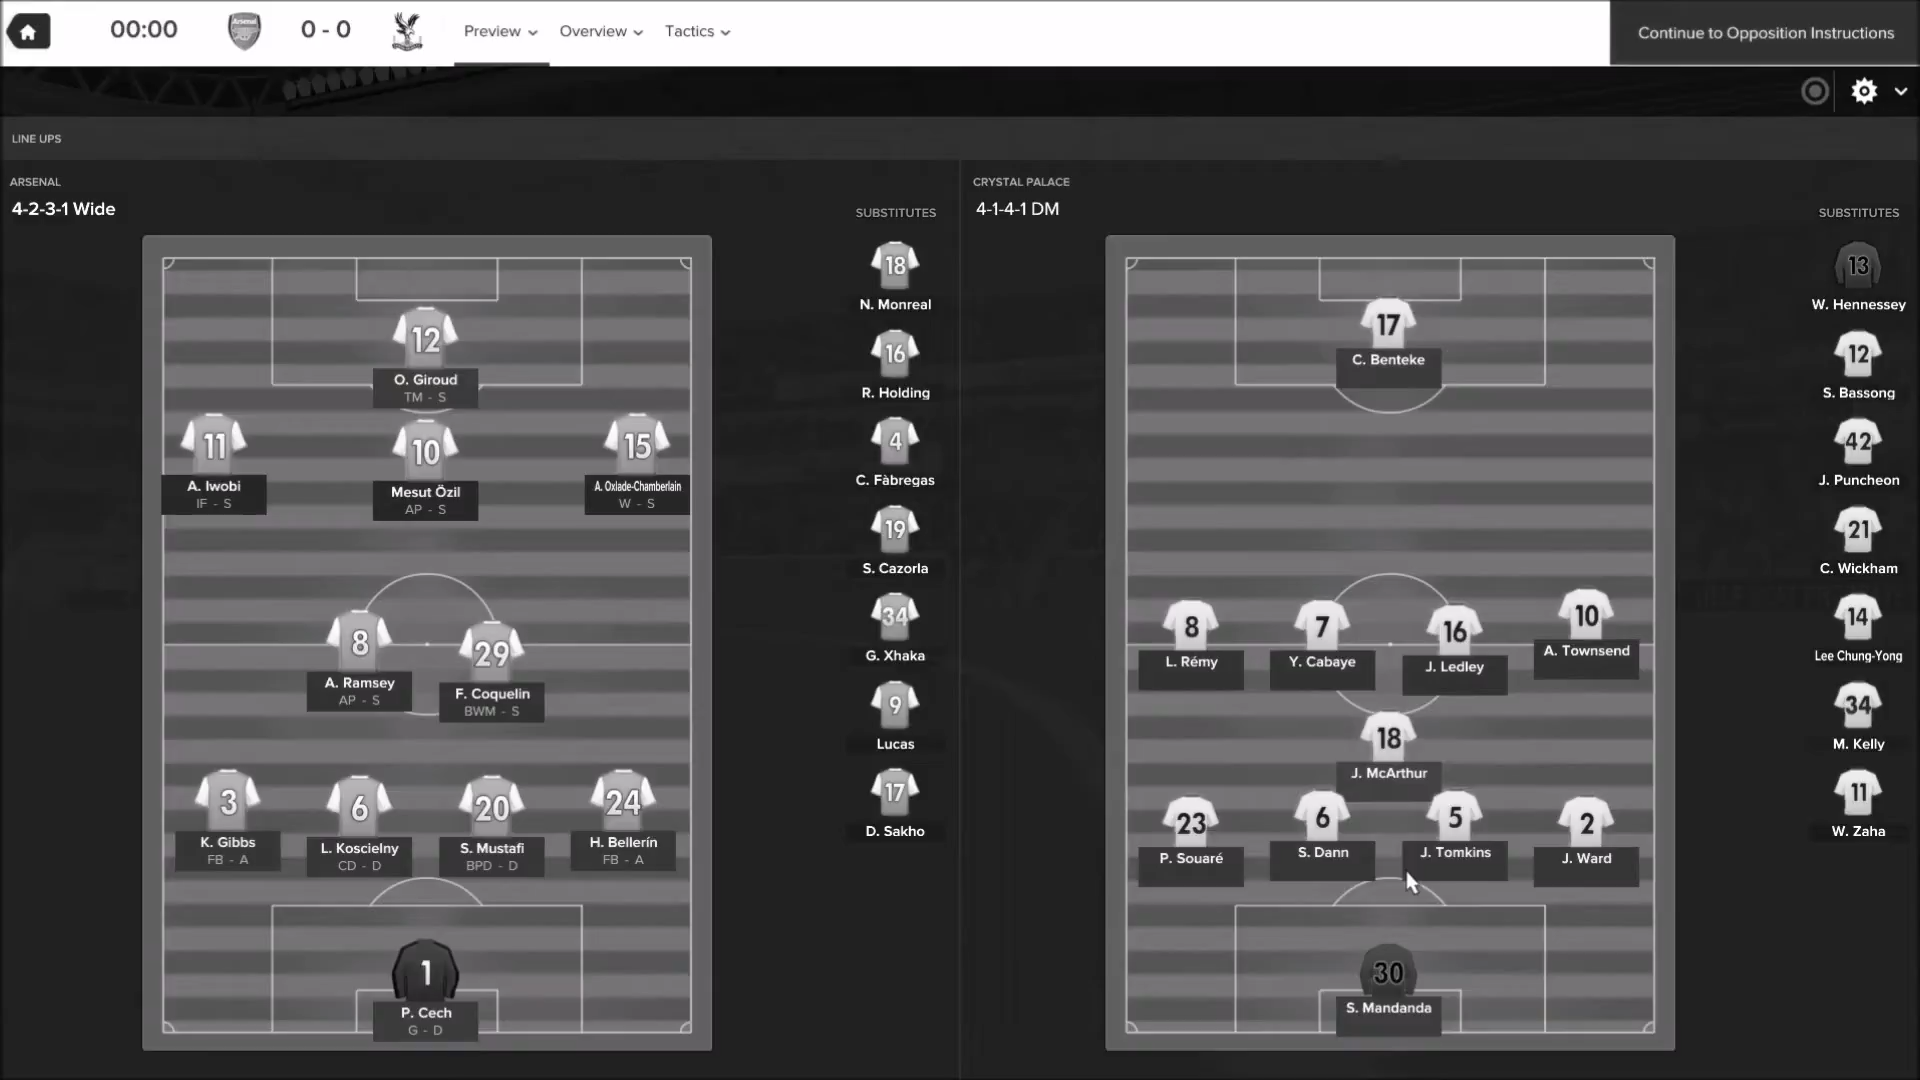 00:00
Arsenal
0 - 0
Preview
Overview
Tactics
Continue to Opposition Instructions
LINE UPS
ARSENAL
4-2-3-1 Wide
SUBSTITUTES
12
O. Giroud
TM - S
11
A. Iwobi
IF - S
10
Mesut Özil
AP - S
15
A. Oxlade-Chamberlain
W - S
8
A. Ramsey
AP - S
29
F. Coquelin
BWM - S
3
K. Gibbs
FB - A
6
L. Koscielny
CD - D
20
S. Mustafi
BPD - D
24
H. Bellerín
FB - A
1
P. Cech
G - D
18
N. Monreal
16
R. Holding
4
C. Fàbregas
19
S. Cazorla
34
G. Xhaka
9
Lucas
17
D. Sakho
CRYSTAL PALACE
4-1-4-1 DM
SUBSTITUTES
17
C. Benteke
8
L. Rémy
7
Y. Cabaye
16
J. Ledley
10
A. Townsend
18
J. McArthur
23
P. Souaré
6
S. Dann
5
J. Tomkins
2
J. Ward
30
S. Mandanda
13
W. Hennessey
12
S. Bassong
42
J. Puncheon
21
C. Wickham
14
Lee Chung-Yong
34
M. Kelly
11
W. Zaha